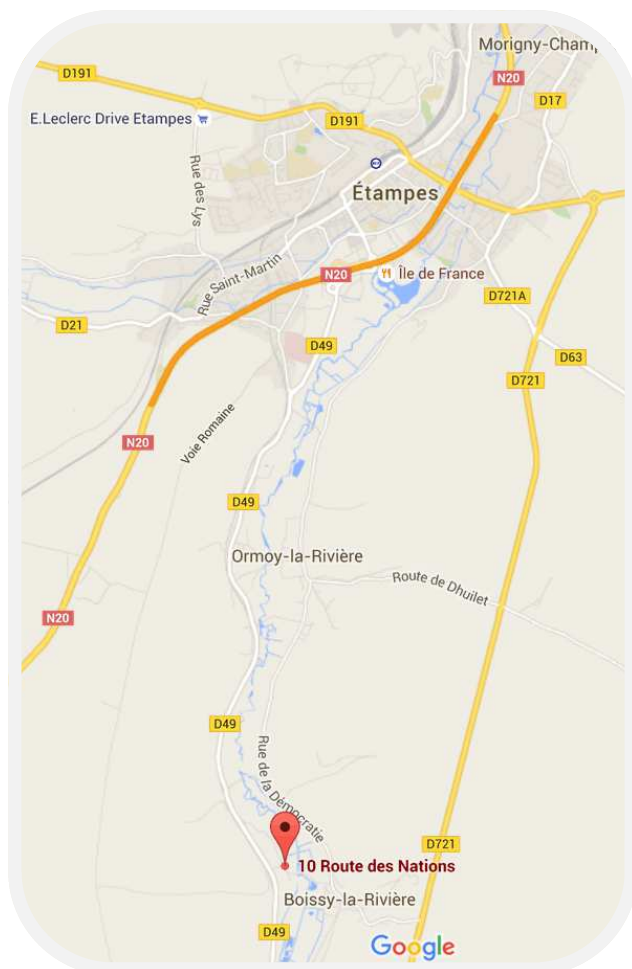 Morigny-Cham
D191
N20
D17
E.Leclerc Drive Etampes
D191
Rue des Lys
Étampes
Rue Saint-Martin
N20
Île de France
D721A
D21
D49
D63
D721
Voie Romaine
N20
D49
Ormoy-la-Rivière
Route de Dhuilet
N20
D49
Rue de la Démocratie
D721
10 Route des Nations
Boissy-la-Rivière
D49
Google